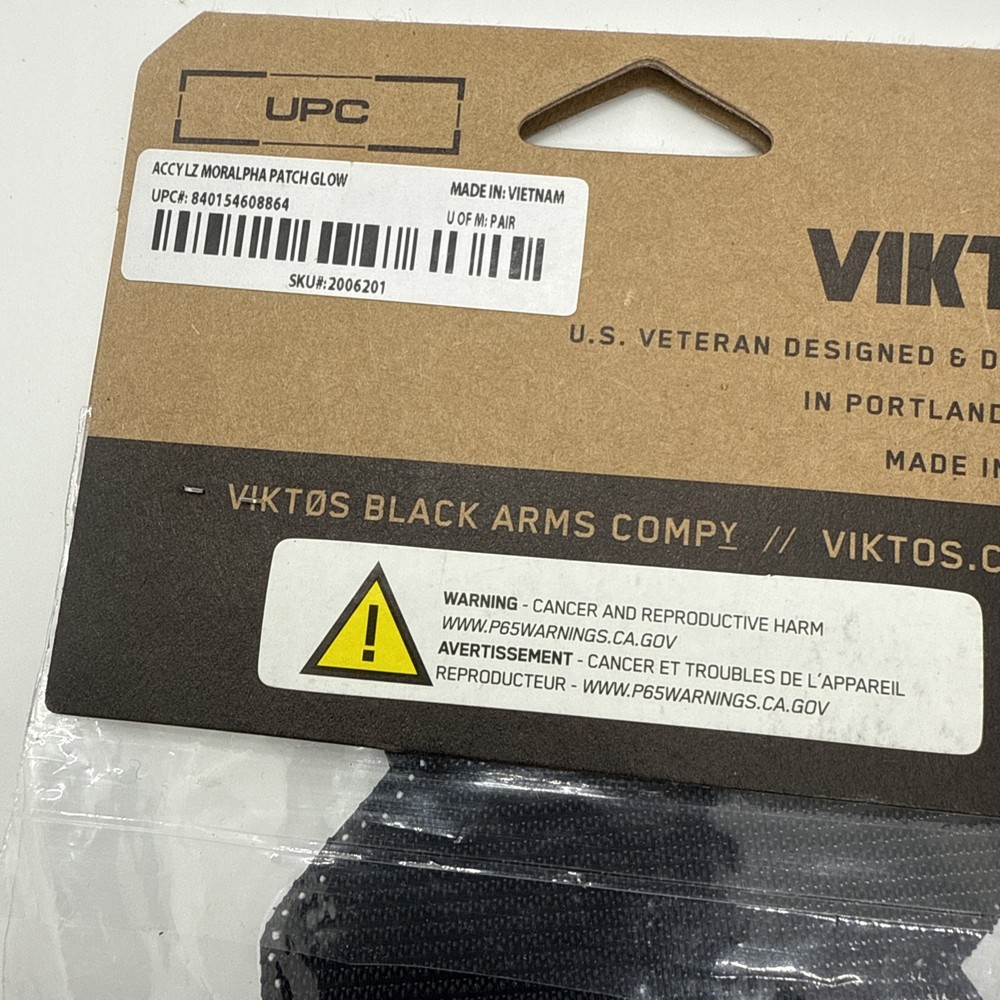 UPC
ACCY LZ MORALPHA PATCH GLOW
MADE IN: VIETNAM
UPC#: 840154608864
U OF M: PAIR
SKU#:2006201
VIKT
U.S. VETERAN DESIGNED & D
IN PORTLAND
MADE IN
VIKTØS BLACK ARMS COMPY // VIKTOS.C
WARNING - CANCER AND REPRODUCTIVE HARM
WWW.P65WARNINGS.CA.GOV
AVERTISSEMENT - CANCER ET TROUBLES DE L'APPAREIL
REPRODUCTEUR - WWW.P65WARNINGS.CA.GOV